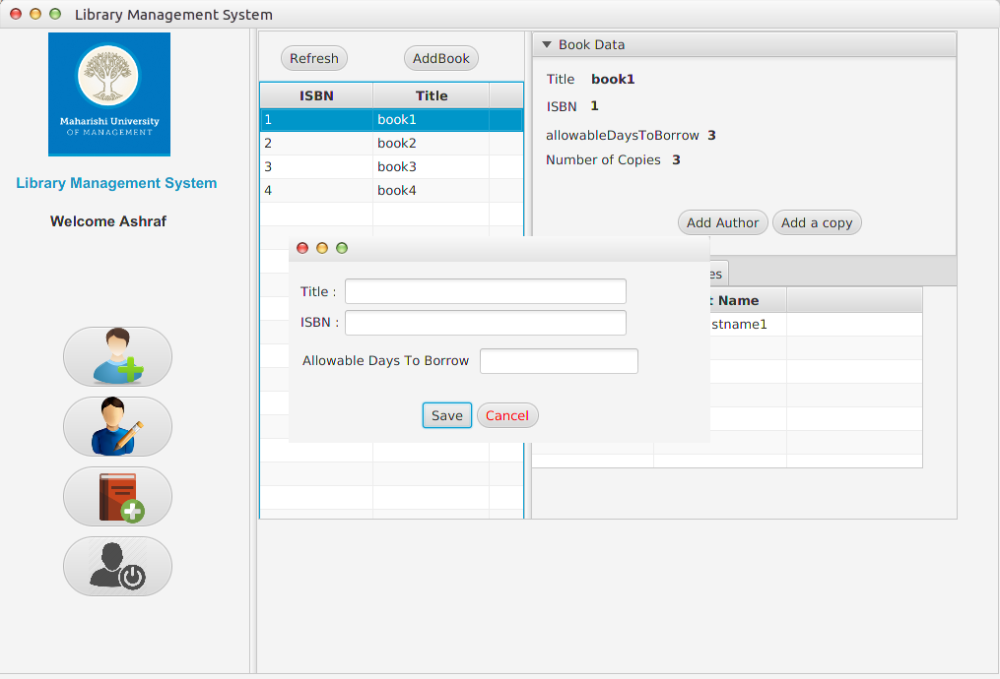 Library Management System
Maharishi University
OF MANAGEMENT
Library Management System
Welcome Ashraf
Refresh AddBook
ISBN Title
1 book1
2 book2
3 book3
4 book4
Book Data
Title book1
ISBN 1
allowableDaysToBorrow 3
Number of Copies 3
Add Author Add a copy
Title :
ISBN :
Allowable Days To Borrow
Save Cancel
es
t Name
stname1